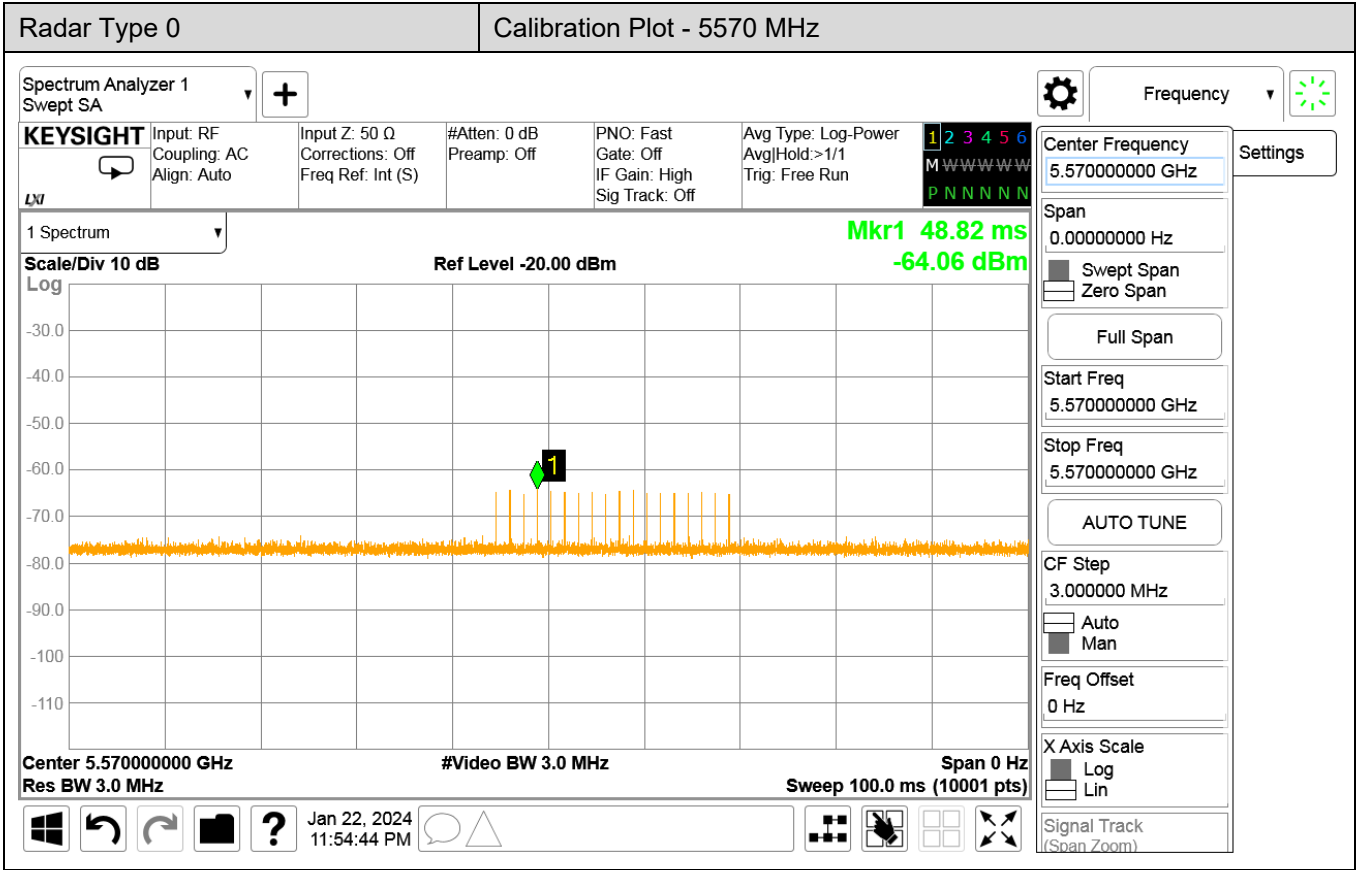 Radar Type 0
Calibration Plot - 5570 MHz
Spectrum Analyzer 1
Swept SA
Frequency
KEYSIGHT
LXI
Input: RF
Coupling: AC
Align: Auto
Input Z: 50 Ω
Corrections: Off
Freq Ref: Int (S)
#Atten: 0 dB
Preamp: Off
PNO: Fast
Gate: Off
IF Gain: High
Sig Track: Off
Avg Type: Log-Power
Avg|Hold:>1/1
Trig: Free Run
1 2 3 4 5 6
M W W W W W
P N N N N N
Settings
1 Spectrum
Mkr1 48.82 ms
-64.06 dBm
Scale/Div 10 dB
Ref Level -20.00 dBm
Log
-30.0
-40.0
-50.0
-60.0
-70.0
-80.0
-90.0
-100
-110
1
Center 5.570000000 GHz
#Video BW 3.0 MHz
Span 0 Hz
Res BW 3.0 MHz
Sweep 100.0 ms (10001 pts)
Jan 22, 2024
11:54:44 PM
Center Frequency
5.570000000 GHz
Span
0.00000000 Hz
Swept Span
Zero Span
Full Span
Start Freq
5.570000000 GHz
Stop Freq
5.570000000 GHz
AUTO TUNE
CF Step
3.000000 MHz
Auto
Man
Freq Offset
0 Hz
X Axis Scale
Log
Lin
Signal Track
(Span Zoom)